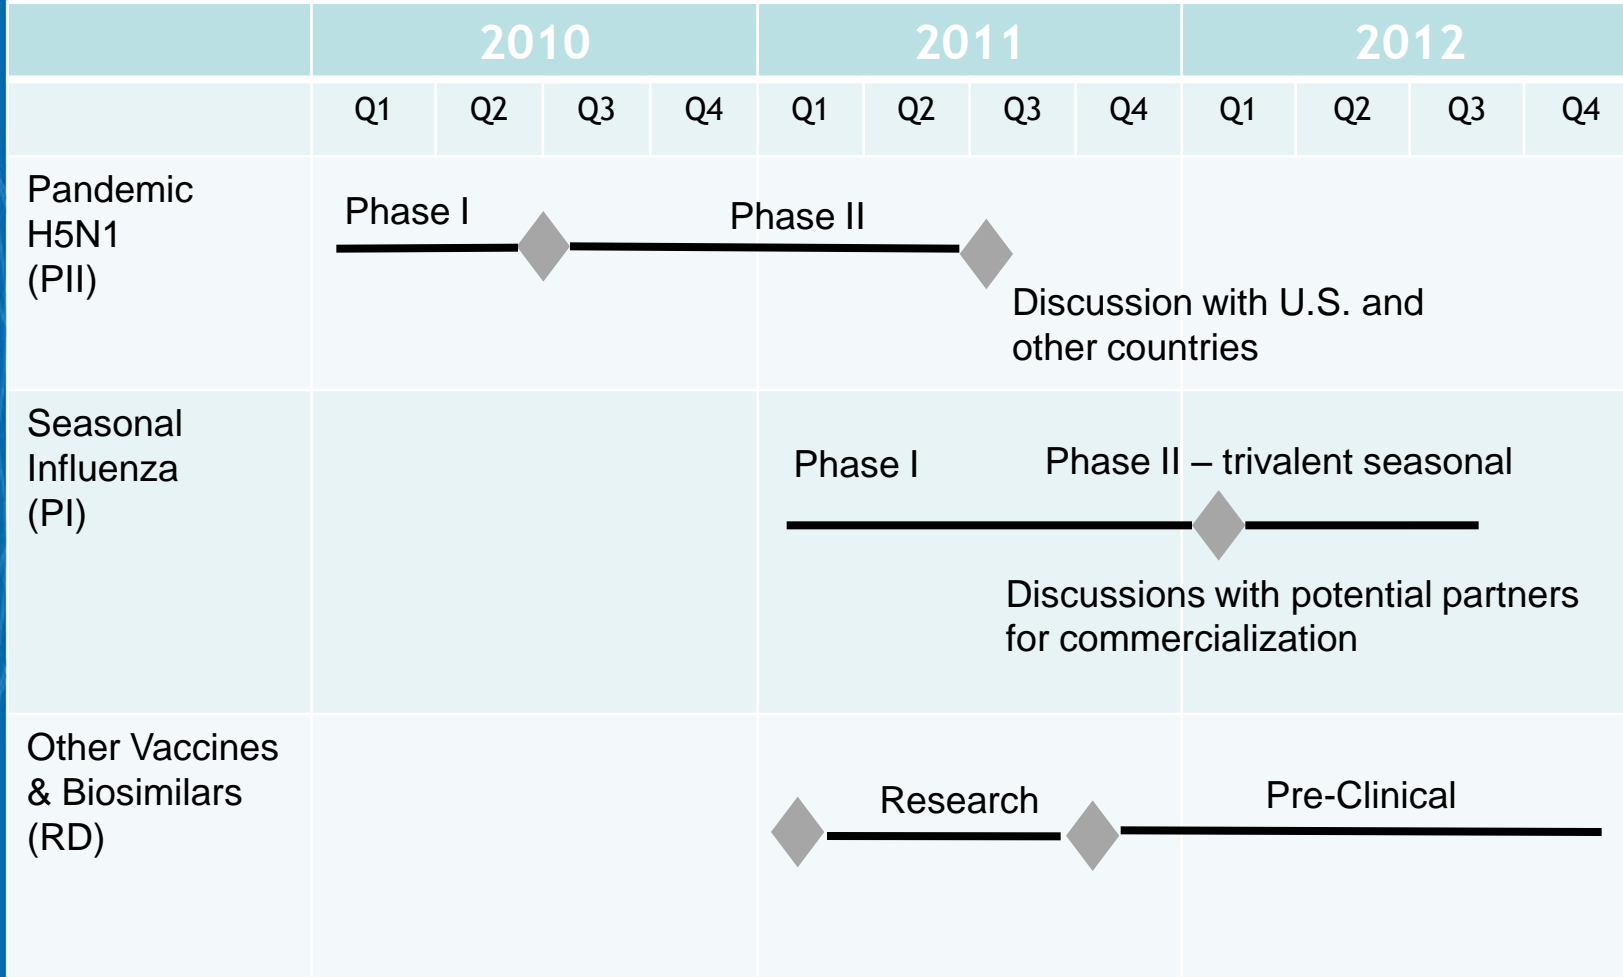 2010 2011 2012
Q1 Q2 Q3 Q4 Q1 Q2 Q3 Q4 Q1 Q2 Q3 Q4
Pandemic
H5N1
(PII)
Phase I
Phase II
Discussion with U.S. and
other countries
Seasonal
Influenza
(PI)
Phase I
Phase II – trivalent seasonal
Discussions with potential partners
for commercialization
Other Vaccines
& Biosimilars
(RD)
Research
Pre-Clinical